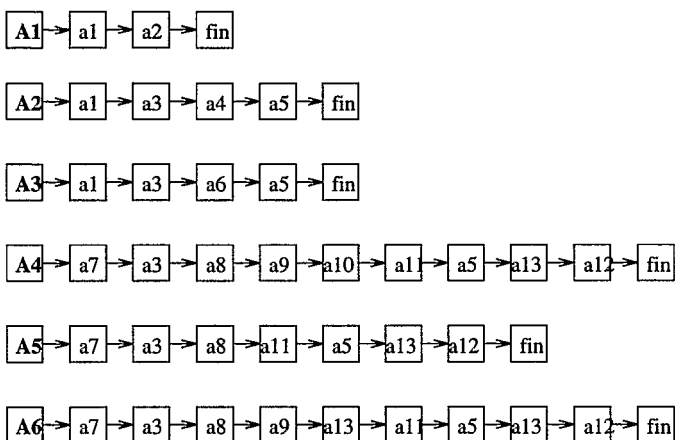 A1 a1 a2 fin
A2 a1 a3 a4 a5 fin
A3 a1 a3 a6 a5 fin
A4 a7 a3 a8 a9 a10 a11 a5 a13 a12 fin
A5 a7 a3 a8 a11 a5 a13 a12 fin
A6 a7 a3 a8 a9 a13 a11 a5 a13 a12 fin